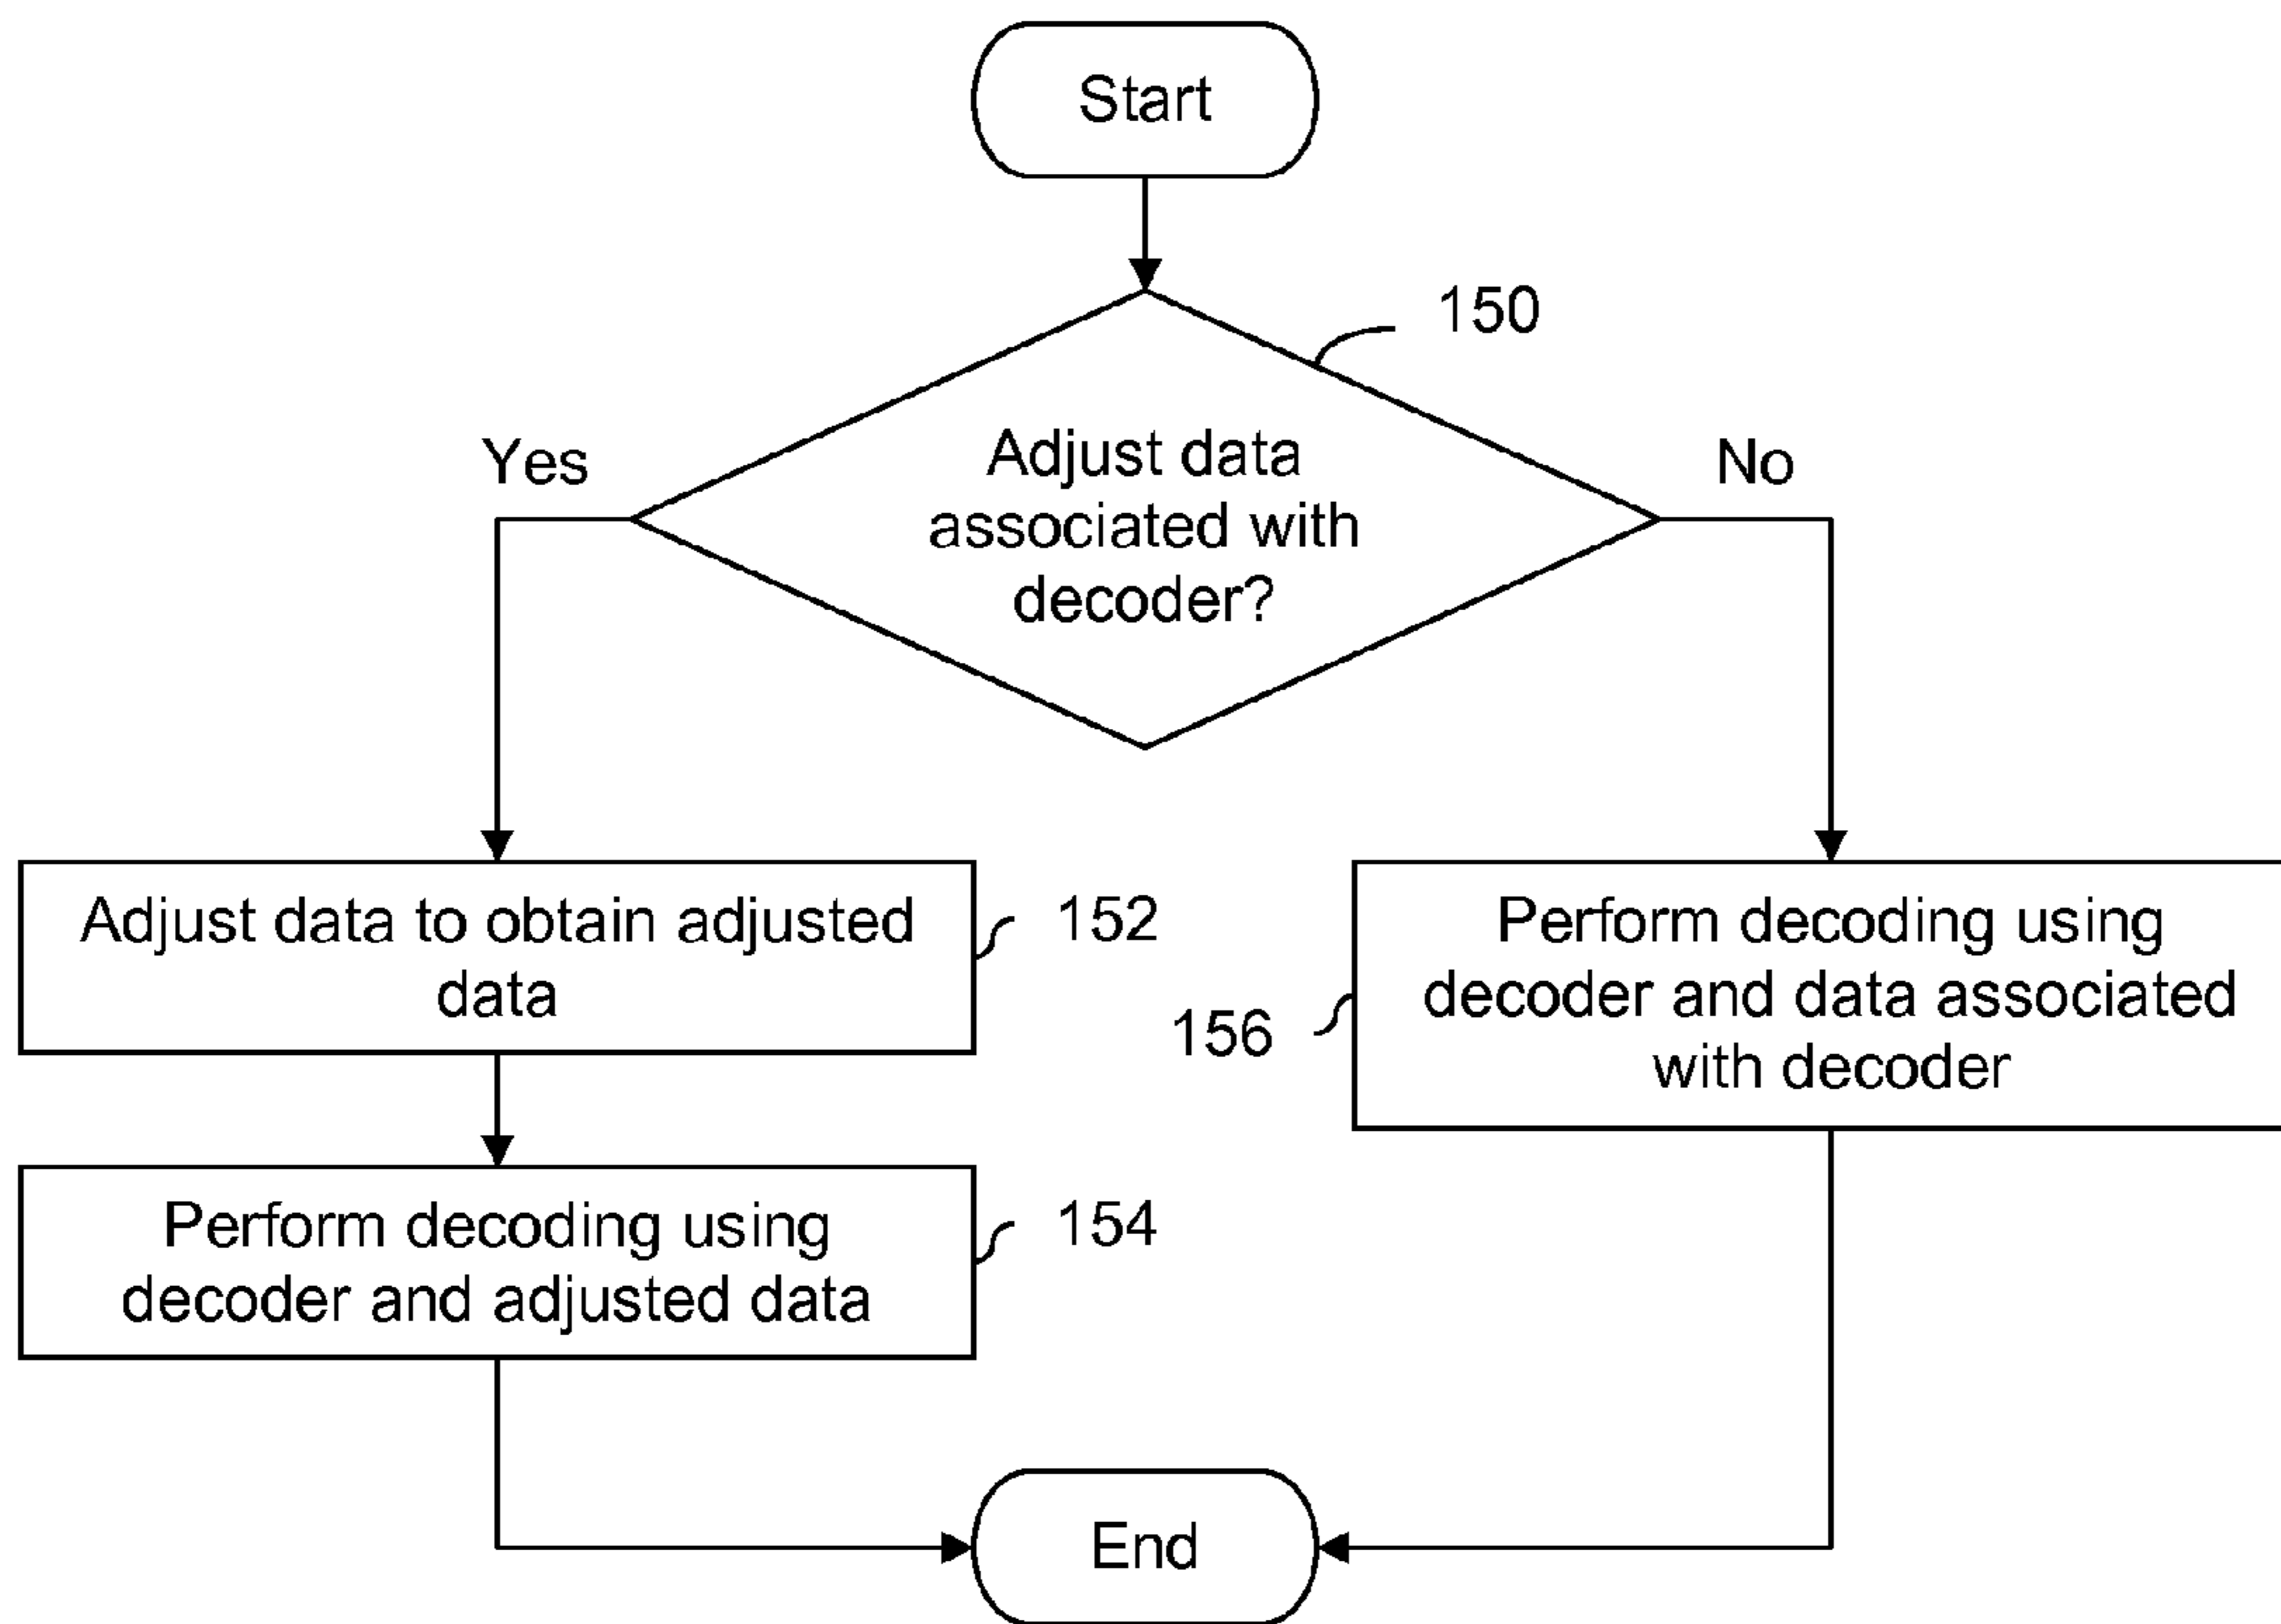 Start
150
Adjust data
associated with
decoder?
Yes
No
Adjust data to obtain adjusted
data
152
Perform decoding using
decoder and adjusted data
154
Perform decoding using
decoder and data associated
with decoder
156
End